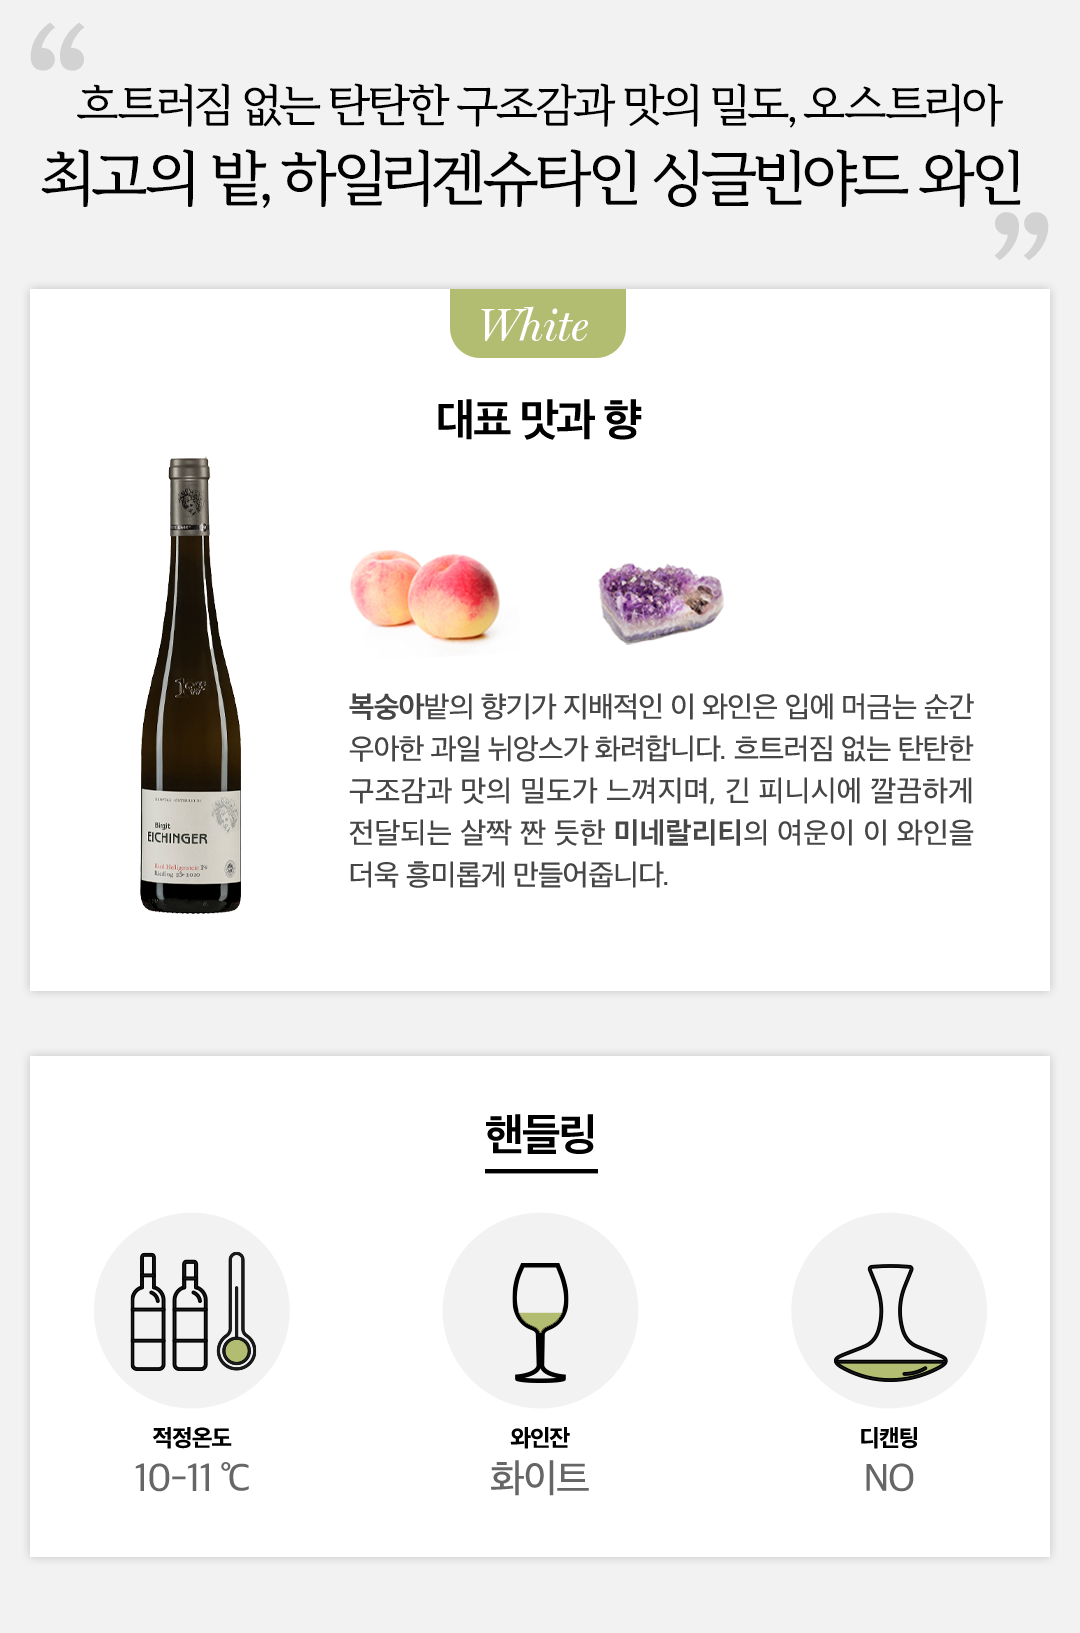 “
흐트러짐 없는 탄탄한 구조감과 맛의 밀도, 오스트리아
최고의 밭, 하일리겐슈타인 싱글빈야드 와인
”
White
대표 맛과 향
Birgit
EICHINGER
Riesling
복숭아밭의 향기가 지배적인 이 와인은 입에 머금는 순간
우아한 과일 뉘앙스가 화려합니다. 흐트러짐 없는 탄탄한
구조감과 맛의 밀도가 느껴지며, 긴 피니시에 깔끔하게
전달되는 살짝 짠 듯한 미네랄리티의 여운이 이 와인을
더욱 흥미롭게 만들어줍니다.
핸들링
적정온도
10-11 ℃
와인잔
화이트
디캔팅
NO